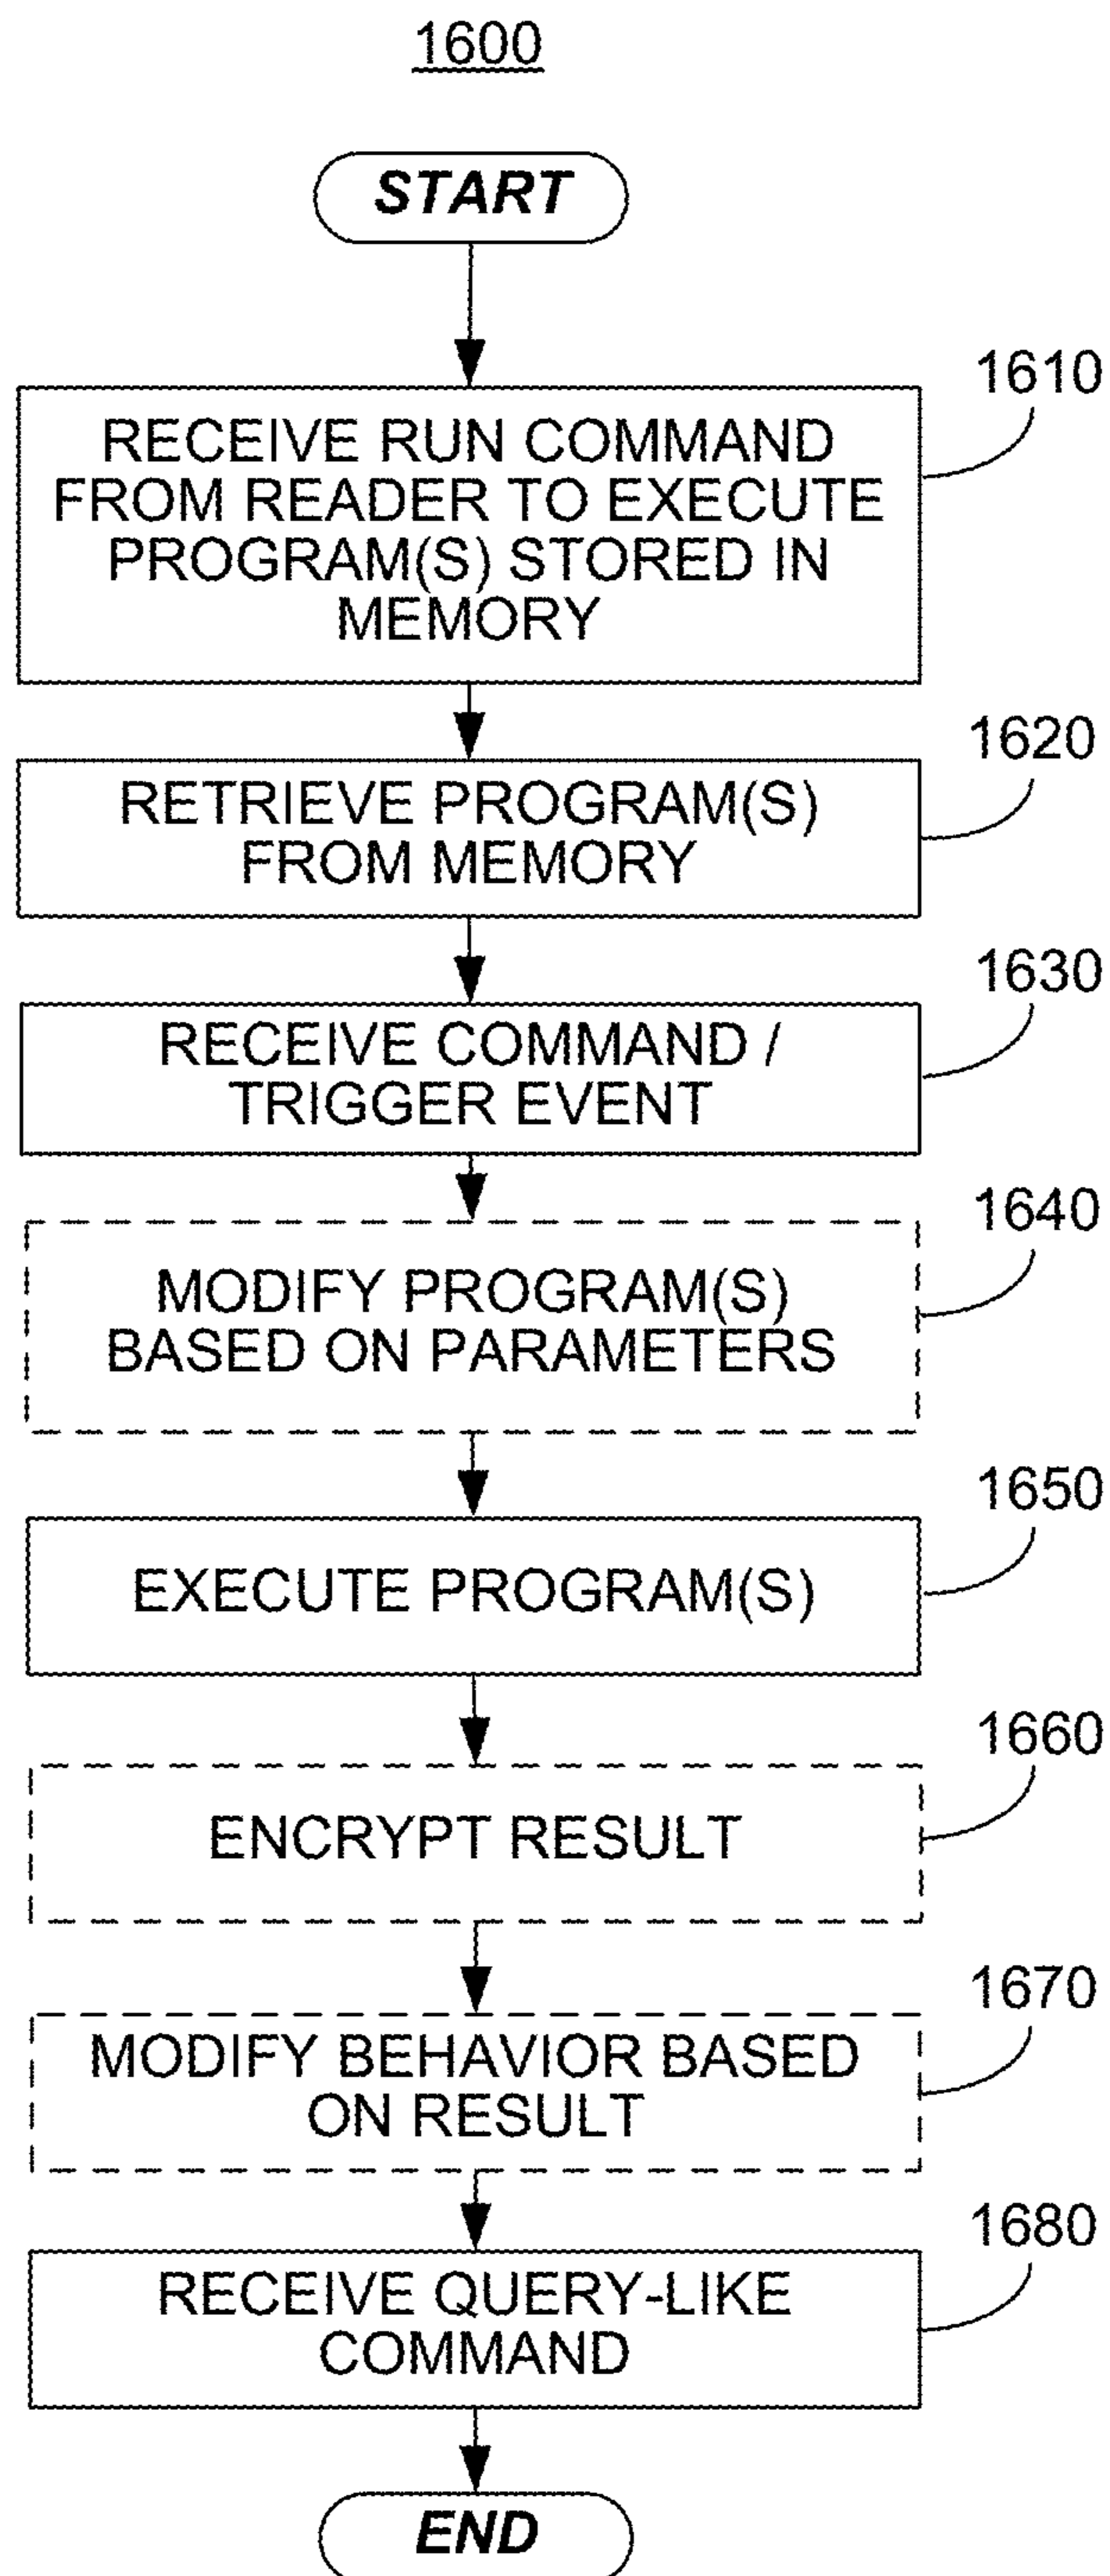 1600
START
1610
RECEIVE RUN COMMAND
FROM READER TO EXECUTE
PROGRAM(S) STORED IN
MEMORY
1620
RETRIEVE PROGRAM(S)
FROM MEMORY
1630
RECEIVE COMMAND /
TRIGGER EVENT
1640
MODIFY PROGRAM(S)
BASED ON PARAMETERS
1650
EXECUTE PROGRAM(S)
1660
ENCRYPT RESULT
1670
MODIFY BEHAVIOR BASED
ON RESULT
1680
RECEIVE QUERY-LIKE
COMMAND
END